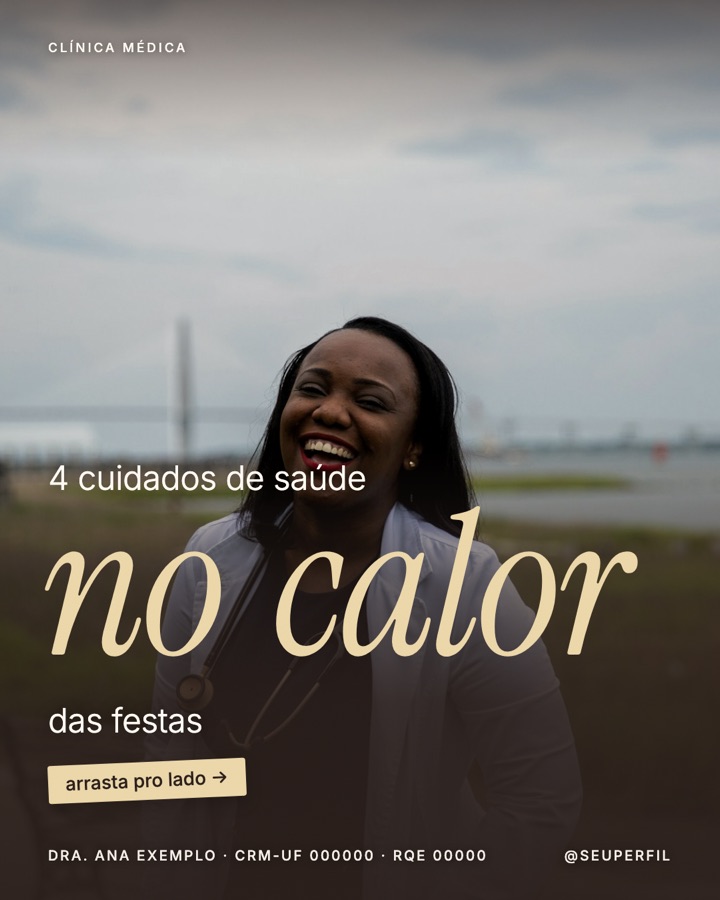 CLÍNICA MÉDICA
4 cuidados de saúde
no calor
das festas
arrasta pro lado →
DRA. ANA EXEMPLO · CRM-UF 000000 · RQE 00000
@SEUPERFIL